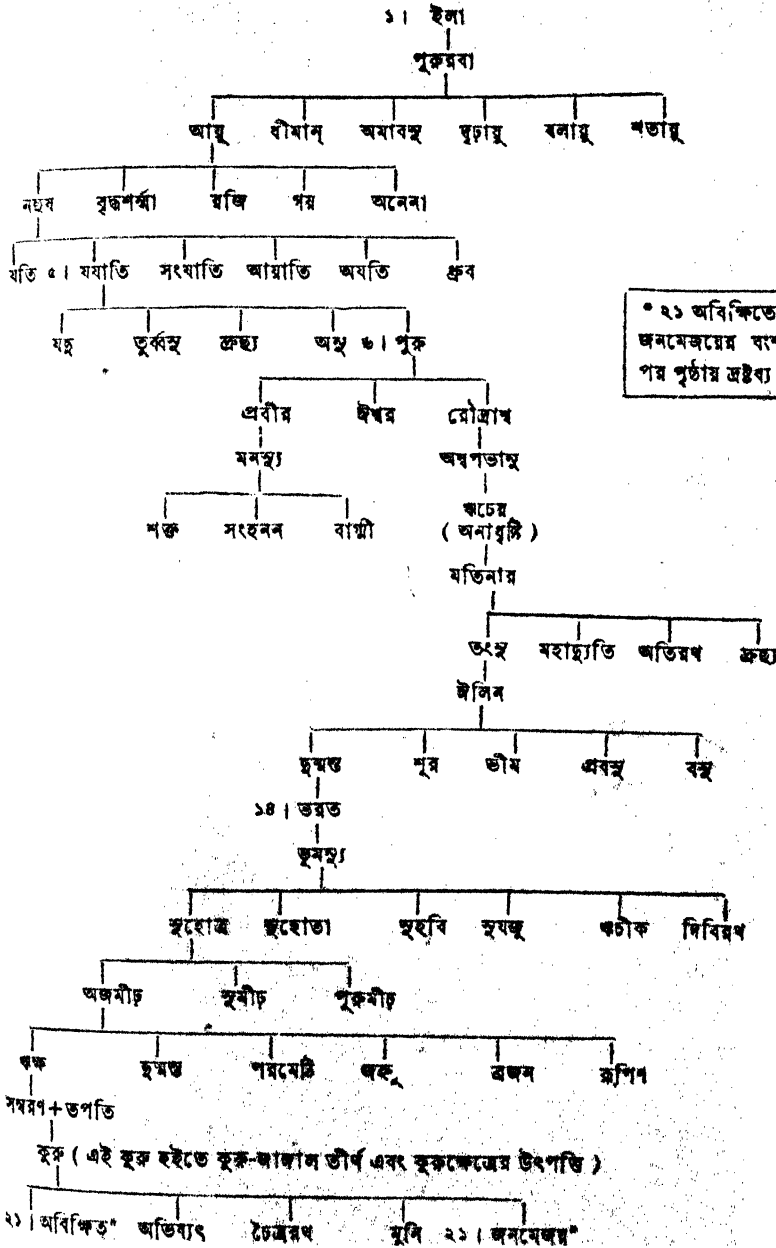 ১। ইলা
পুরুরবা
আয়ু ধীমান্ অমাবসু দৃঢ়ায়ু বলায়ু শতায়ু
নহুষ বৃদ্ধশর্ম্মা রজি গয় অনেনা
যতি ৫। যযাতি সংযাতি আয়াতি অযতি ধ্রুব
* ২১ অবিক্ষিতে
জনমেজয়ের বংশ
পর পৃষ্ঠায় দ্রষ্টব্য
যদু তুর্ব্বসু দ্রুহ্য অনু ৬। পুরু
প্রবীর ঈশ্বর রৌদ্রাশ্ব
মনস্যু অন্বগভানু
শক্ত সংহনন বাগ্মী ঋচেয়
( অনাধৃষ্টি )
মতিনার
তংসু মহাদ্যুতি অতিরথ দ্রুহ্য
ঈলিন
দুষ্মন্ত শূর ভীম প্রবসু বসু
১৪। ভরত
ভূমন্যু
সুহোত্র সুহোতা সুহবি সুযজু ঋচীক দিবিরথ
অজমীঢ় সুমীঢ় পুরুমীঢ়
ঋক্ষ দুষ্মন্ত পরমেষ্ঠি জহ্নু ব্রজন রূপিণ
সম্বরণ+তপতি
কুরু ( এই কুরু হইতে কুরু-জাঙ্গাল তীর্থ এবং কুরুক্ষেত্রের উৎপত্তি )
২১। অবিক্ষিত* অভিষ্যৎ চৈত্ররথ মুনি ২১। জনমেজয়*